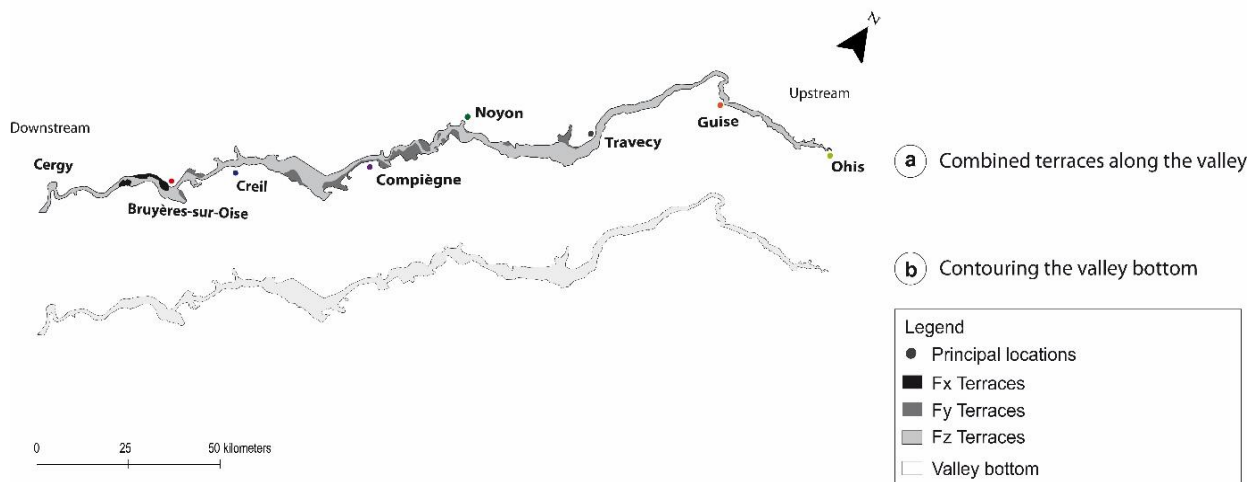 N
Upstream
Noyon
Guise
Downstream
Travecy
Cergy
Ohis
a Combined terraces along the valley
Creil
Compiègne
Bruyères-sur-Oise
b Contouring the valley bottom
Legend
Principal locations
Fx Terraces
Fy Terraces
Fz Terraces
Valley bottom
0 25 50 kilometers